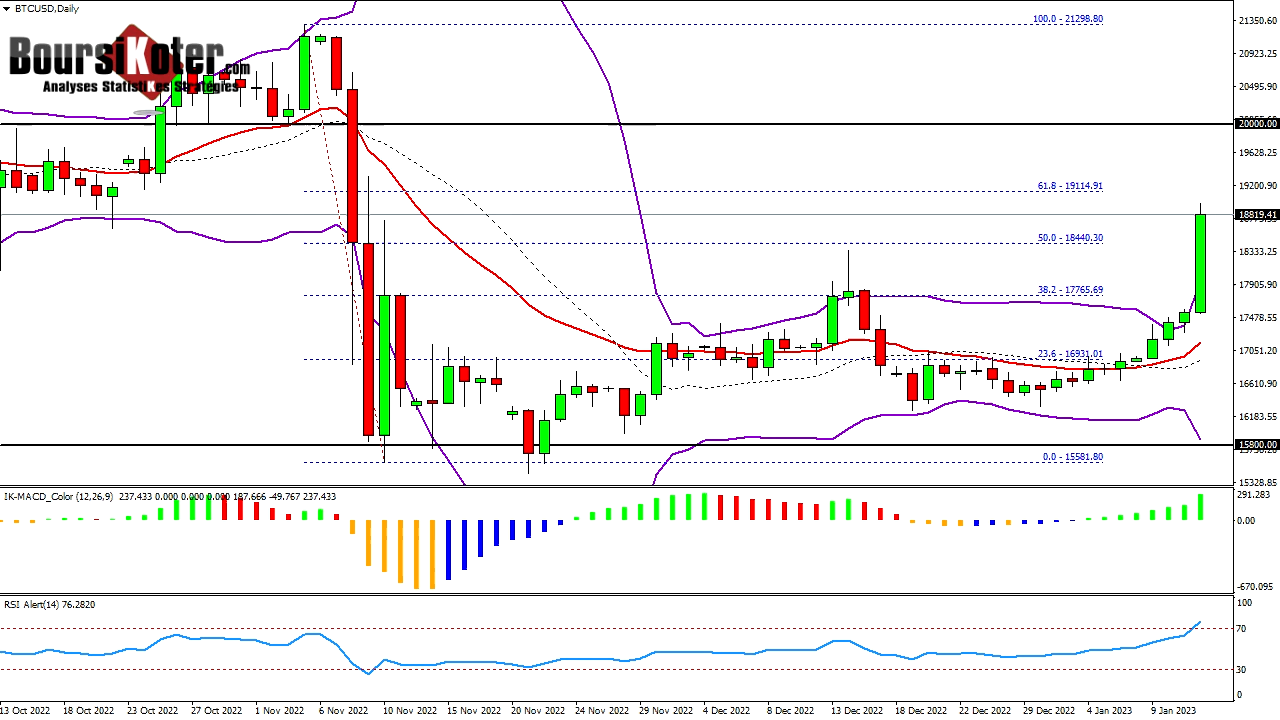 BTCUSD,Daily
BoursiKoter.com
Analyses StatistiKes Stratégies
100.0 - 21298.80
61.8 - 19114.91
50.0 - 18440.30
38.2 - 17765.69
23.6 - 16931.01
0.0 - 15581.80
21350.60
20923.25
20495.90
20000.00
19628.25
19200.90
18819.41
18333.25
17905.90
17478.55
17051.20
16610.90
16183.55
15800.00
15328.85
IK-MACD_Color (12,26,9) 237.433 0.000 0.000 0.000 187.666 -49.767 237.433
291.283
0.00
-670.095
RSI Alert(14) 76.2820
100
70
30
0
13 Oct 2022 18 Oct 2022 23 Oct 2022 27 Oct 2022 1 Nov 2022 6 Nov 2022 10 Nov 2022 15 Nov 2022 20 Nov 2022 24 Nov 2022 29 Nov 2022 4 Dec 2022 8 Dec 2022 13 Dec 2022 18 Dec 2022 22 Dec 2022 29 Dec 2022 4 Jan 2023 9 Jan 2023